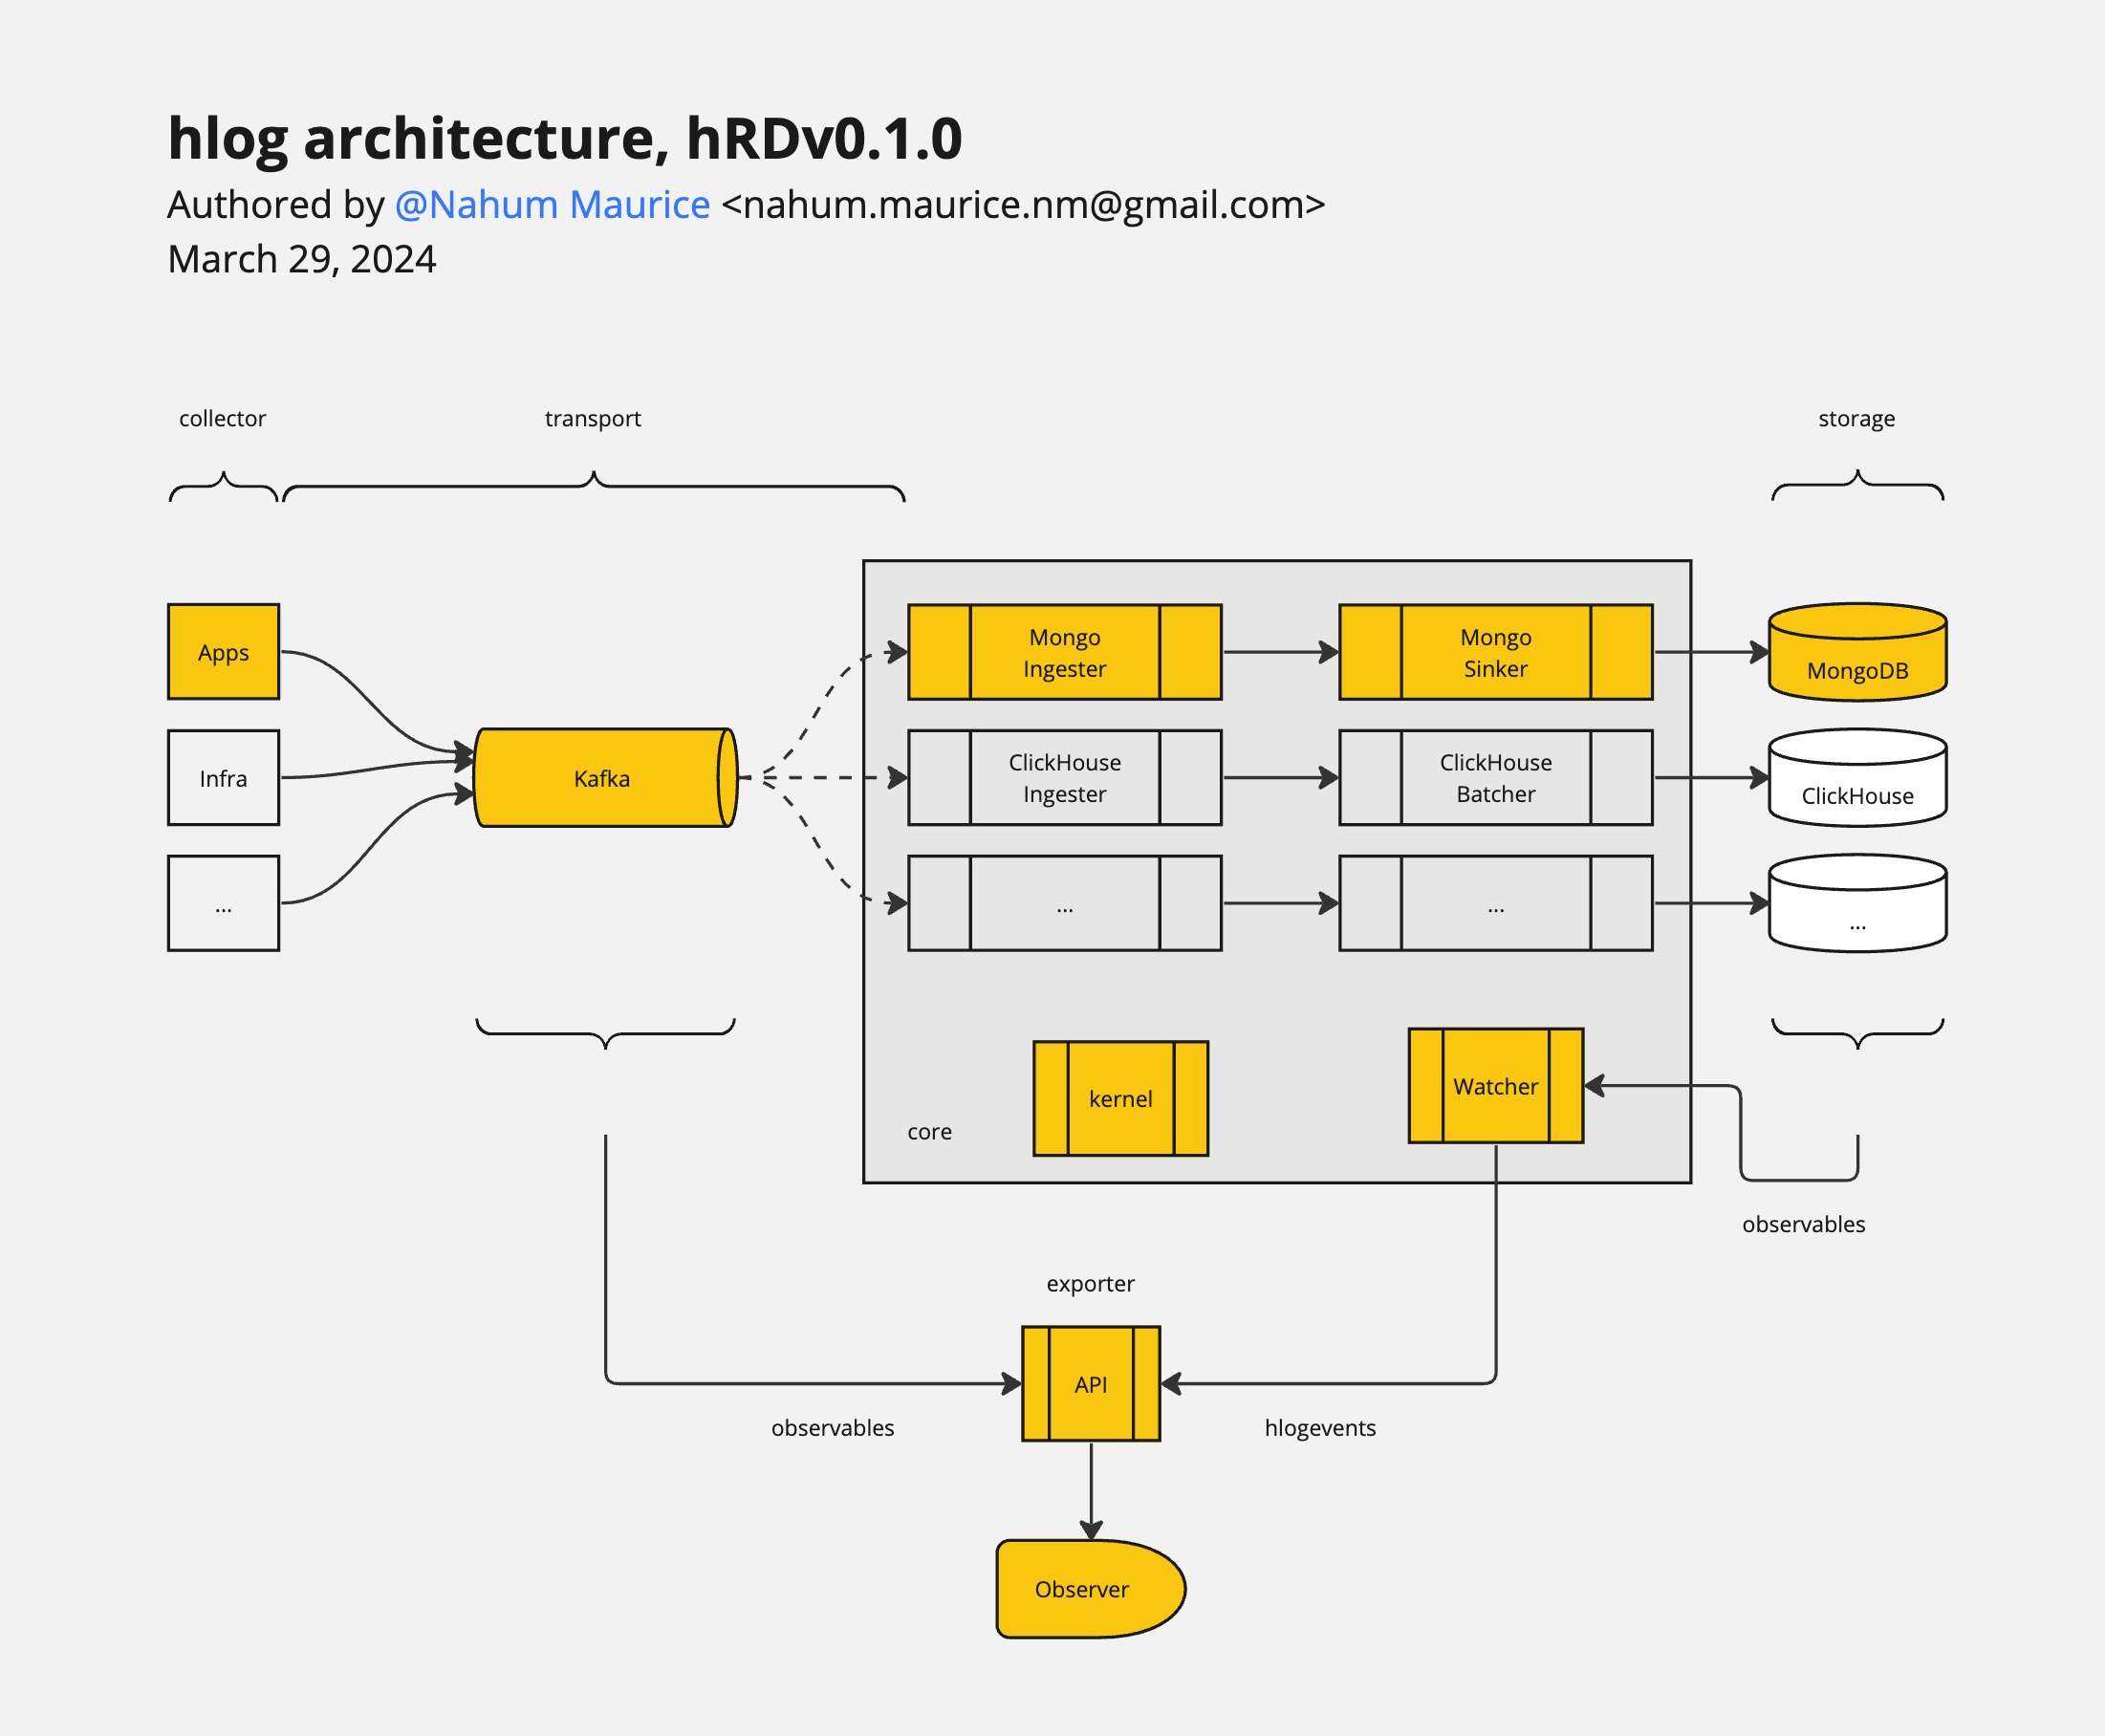 hlog architecture, hRDv0.1.0
Authored by @Nahum Maurice <nahum.maurice.nm@gmail.com>
March 29, 2024
collector
transport
storage
Apps
Infra
...
Kafka
Mongo
Ingester
Mongo
Sinker
MongoDB
ClickHouse
Ingester
ClickHouse
Batcher
ClickHouse
...
...
...
core
kernel
Watcher
observables
exporter
API
observables
hlogevents
Observer